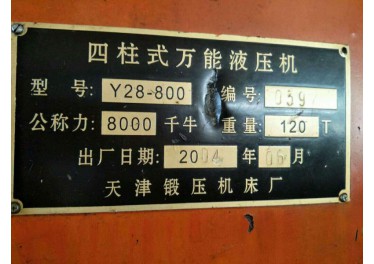 四柱式万能液压机
型 号: Y28-800 编 号: 039
公称力: 8000 千牛 重量: 120 T
出厂日期: 2004 年 06 月
天津锻压机床厂